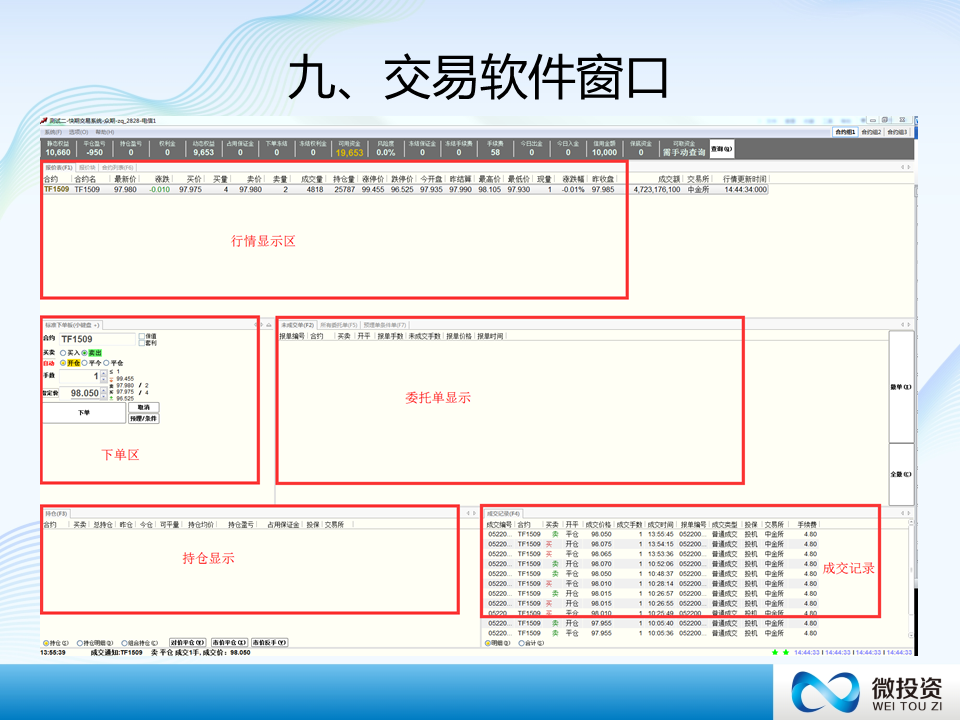 九、交易软件窗口
测试二-快期交易系统-众期-zq_2828-电信1
系统(F) 选项(O) 帮助(H) 合约组1 合约组2 合约组3
静态权益 平仓盈亏 持仓盈亏 权利金 动态权益 占用保证金 下单冻结 冻结权利金 可用资金 风险度 冻结保证金 冻结手续费 手续费 今日出金 今日入金 信用金额 保底资金 可取资金 查询(Q)
10,660 -950 0 0 9,653 0 0 0 19,653 0.0% 0 0 58 0 0 10,000 0 需手动查询
报价表(F1) 报价块 合约列表(F6)
合约 合约名 最新价 涨跌 买价 买量 卖价 卖量 成交量 持仓量 涨停价 跌停价 今开盘 昨结算 最高价 最低价 现量 涨跌幅 昨收盘 成交额 交易所 行情更新时间
TF1509 TF1509 97.980 -0.010 97.975 4 97.980 2 4818 25787 99.455 96.525 97.935 97.990 98.105 97.930 1 -0.01% 97.985 4,723,176,100 中金所 14:44:34:000
行情显示区
标准下单板(小键盘 +)
合约 TF1509 保值
套利
买卖 买入 卖出
自动 开仓 平今 平仓
手数 1 ≤ 1
99.455
97.980 / 2
指定价 98.050 97.975 / 4
96.525
下单 取消
预埋/条件
下单区
未成交单(F2) 所有委托单(F5) 预埋单条件单(F7)
报单编号 合约 买卖 开平 报单手数 未成交手数 报单价格 报单时间
委托单显示
撤单(Z)
全撤(C)
持仓(F3)
合约 买卖 总持仓 昨仓 今仓 可平量 持仓均价 持仓盈亏 占用保证金 投保 交易所
持仓显示
持仓(G) 持仓明细(Q) 组合持仓(C) 对价平仓(X) 市价平仓(L) 市价反手(Y)
成交记录(F4)
成交编号 合约 买卖 开平 成交价格 成交手数 成交时间 报单编号 成交类型 投保 交易所 手续费
05220... TF1509 卖 平仓 98.050 1 13:55:45 052200... 普通成交 投机 中金所 4.80
05220... TF1509 买 开仓 98.075 1 13:54:15 052200... 普通成交 投机 中金所 4.80
05220... TF1509 买 平仓 98.065 1 13:53:36 052200... 普通成交 投机 中金所 4.80
05220... TF1509 卖 开仓 98.070 1 10:52:06 052200... 普通成交 投机 中金所 4.80
05220... TF1509 卖 平仓 98.050 1 10:48:37 052200... 普通成交 投机 中金所 4.80
05220... TF1509 买 平仓 98.010 1 10:28:14 052200... 普通成交 投机 中金所 4.80
05220... TF1509 卖 开仓 98.015 1 10:26:57 052200... 普通成交 投机 中金所 4.80
05220... TF1509 买 开仓 98.015 1 10:26:55 052200... 普通成交 投机 中金所 4.80
05220... TF1509 买 平仓 98.010 1 10:25:49 052200... 普通成交 投机 中金所 4.80
05220... TF1509 卖 开仓 97.955 1 10:05:40 052200... 普通成交 投机 中金所 4.80
05220... TF1509 卖 平仓 97.955 1 10:05:36 052200... 普通成交 投机 中金所 4.80
成交记录
明细(Q) 合计(G)
13:55:39 成交通知:TF1509 卖 平仓 成交1手, 成交价: 98.050 14:44:33 14:44:33 14:44:33 14:44:33
微投资
WEI TOU ZI